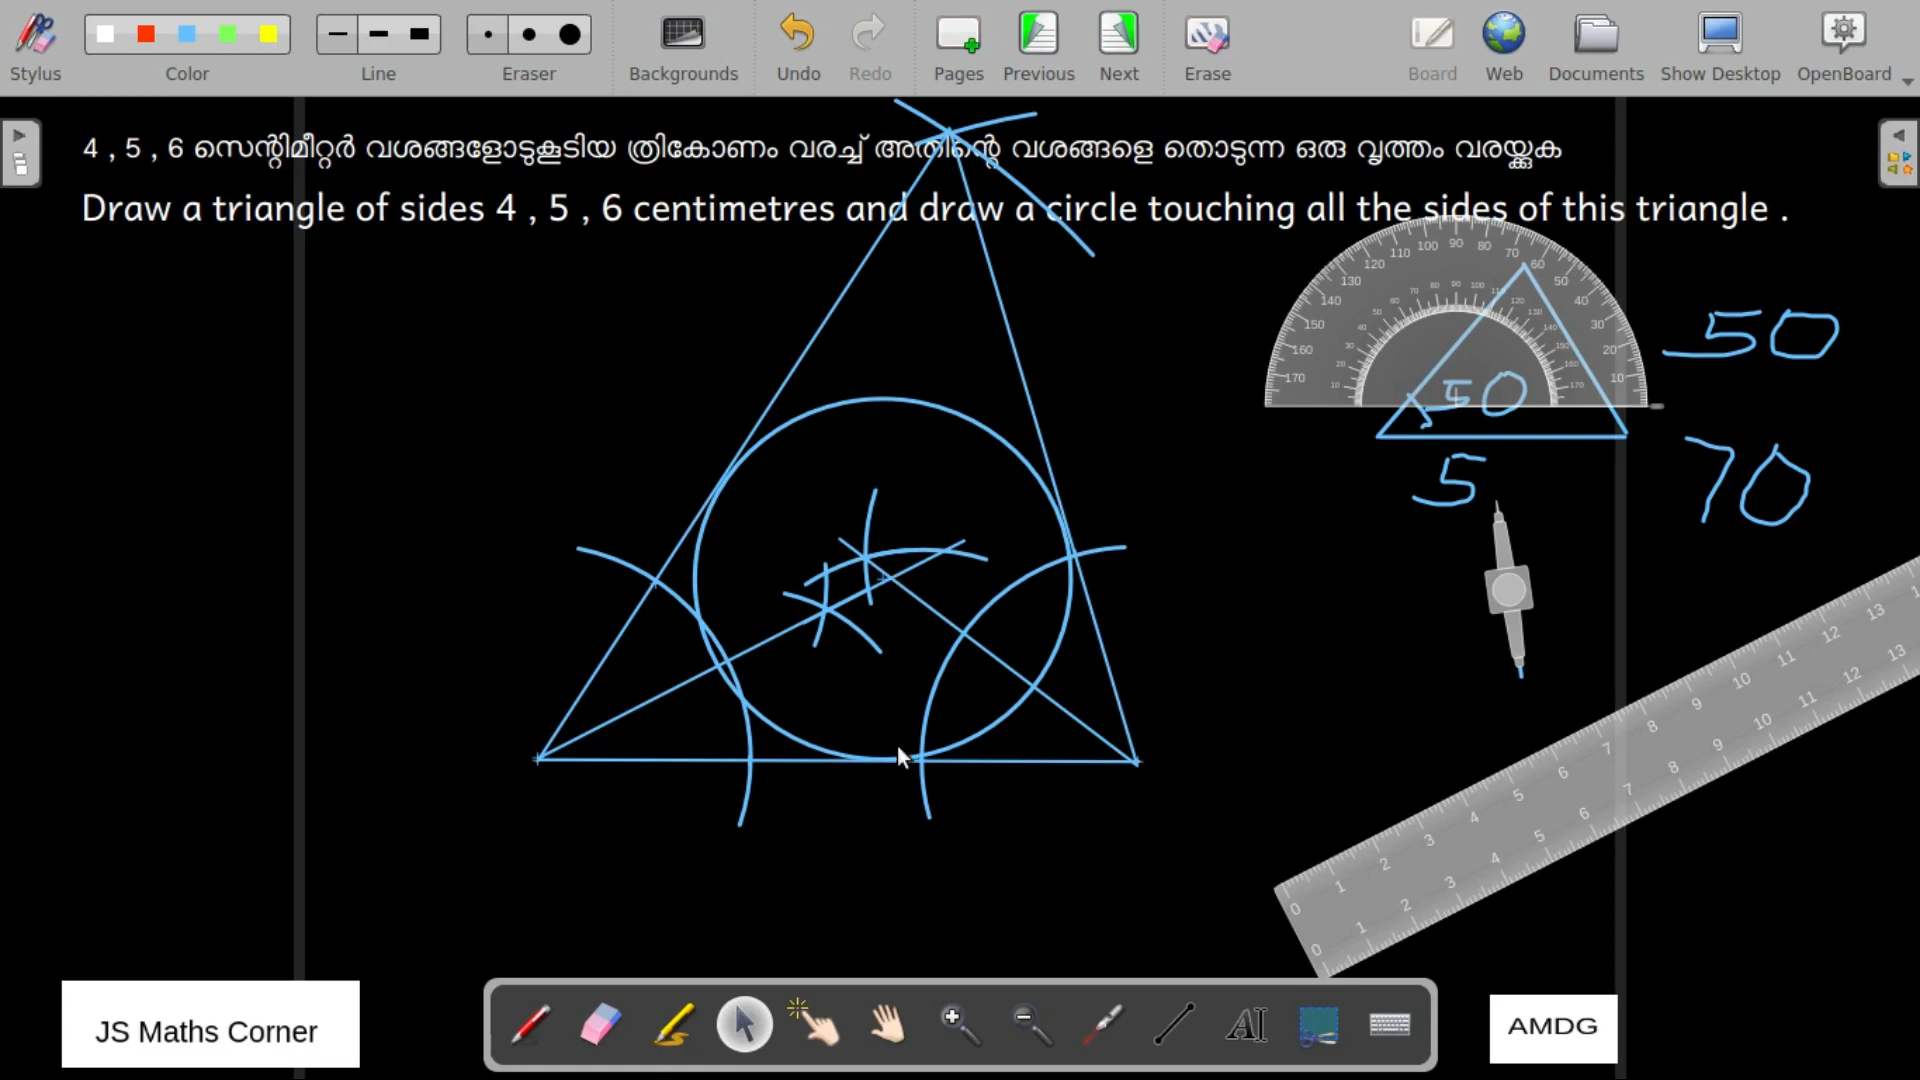 Stylus Color Line Eraser Backgrounds Undo Redo Pages Previous Next Erase Board Web Documents Show Desktop OpenBoard
4 , 5 , 6 സെന്റിമീറ്റർ വശങ്ങളോടുകൂടിയ ത്രികോണം വരച്ച് അതിന്റെ വശങ്ങളെ തൊടുന്ന ഒരു വൃത്തം വരയ്ക്കുക
Draw a triangle of sides 4 , 5 , 6 centimetres and draw a circle touching all the sides of this triangle .
50
50
5
70
JS Maths Corner
AMDG